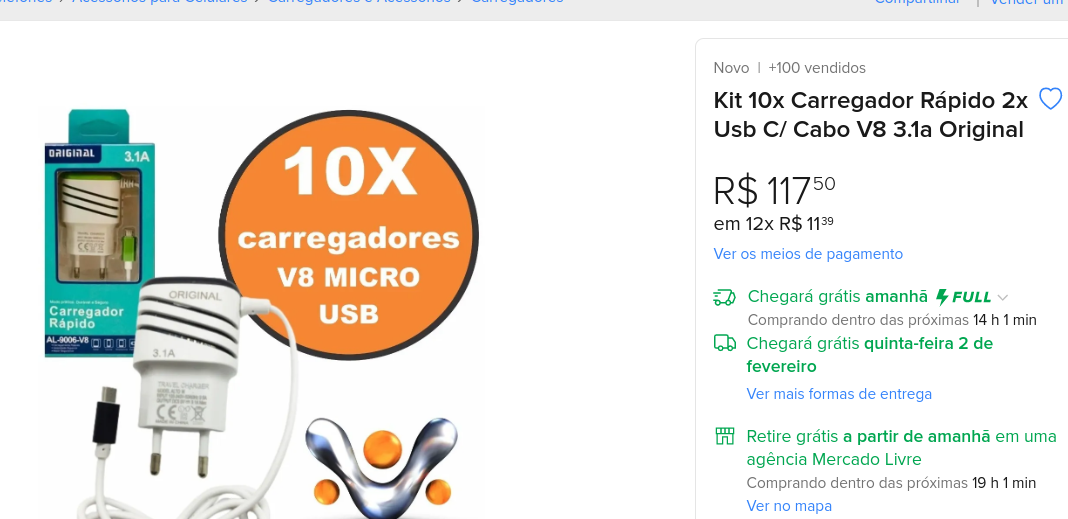 Acessórios para Celulares
Carregadores e Acessórios
Carregadores
Compartilhar | Vender um
Novo | +100 vendidos
Kit 10x Carregador Rápido 2x
Usb C/ Cabo V8 3.1a Original
R$ 117 50
em 12x R$ 11 39
Ver os meios de pagamento
Chegará grátis amanhã FULL
Comprando dentro das próximas 14 h 1 min
Chegará grátis quinta-feira 2 de
fevereiro
Ver mais formas de entrega
Retire grátis a partir de amanhã em uma
agência Mercado Livre
Comprando dentro das próximas 19 h 1 min
Ver no mapa
10X
carregadores
V8 MICRO
USB
ORIGINAL
3.1A
Carregador
Rápido
AL-9006-V8
ORIGINAL
3.1A
TRAVEL CHARGER